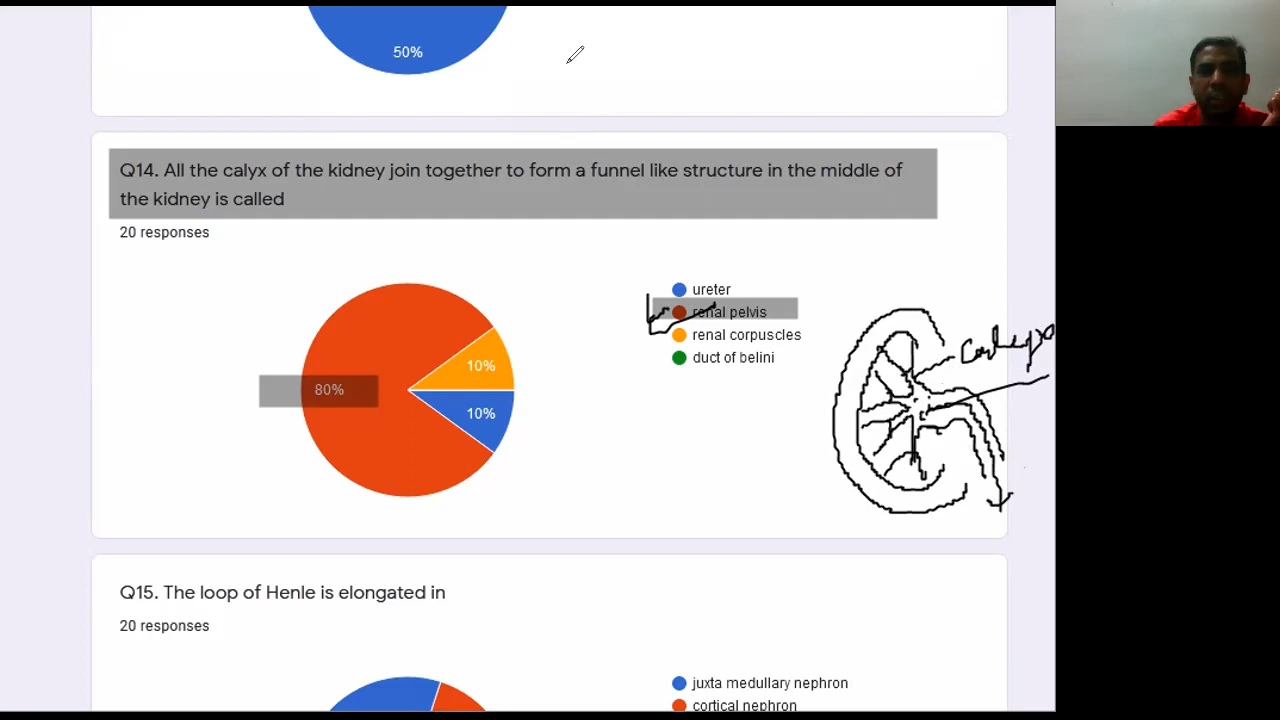 50%
Q14. All the calyx of the kidney join together to form a funnel like structure in the middle of
the kidney is called
20 responses
ureter
renal pelvis
renal corpuscles
duct of belini
80%
10%
10%
Q15. The loop of Henle is elongated in
20 responses
juxta medullary nephron
cortical nephron